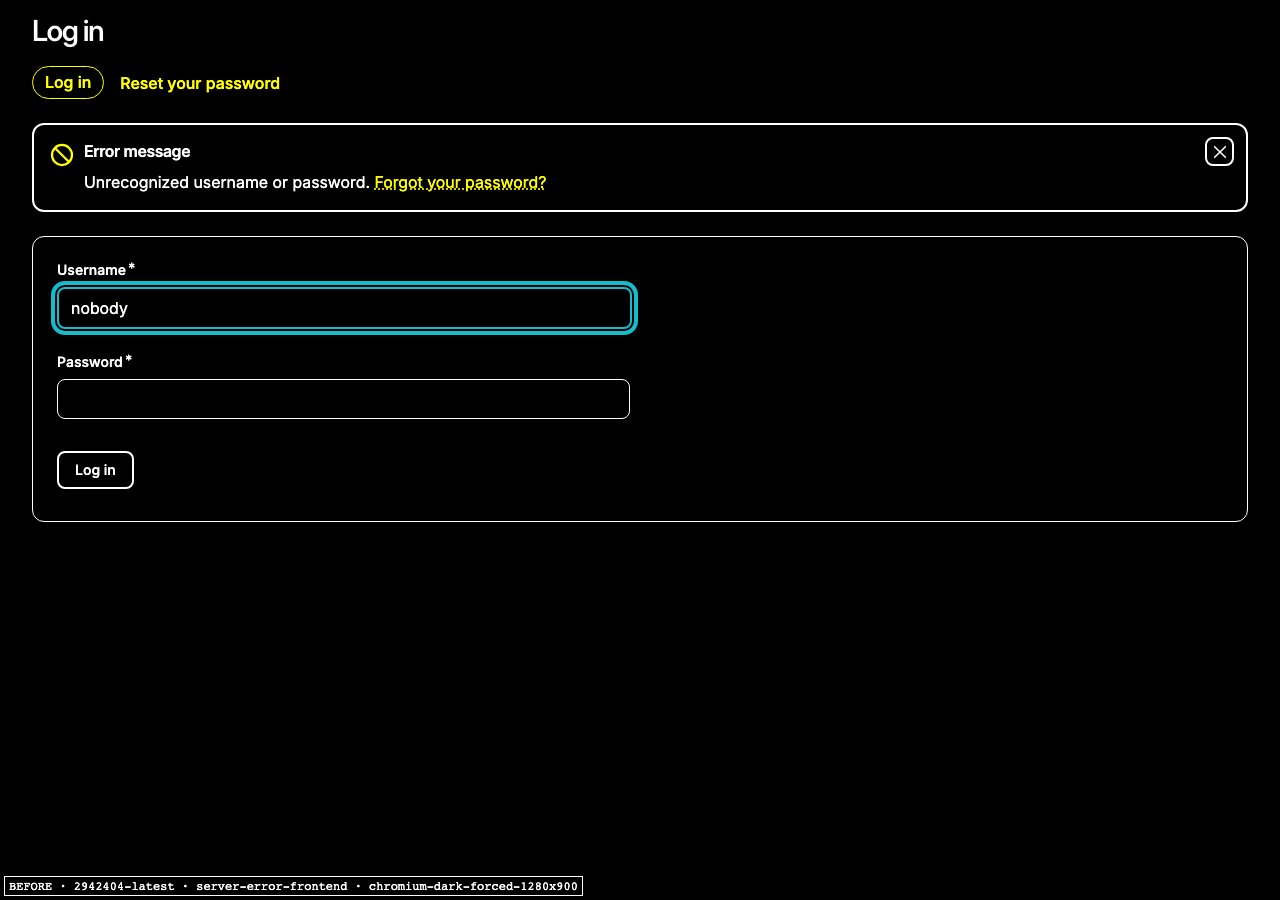 Log in
Log in
Reset your password
Error message
Unrecognized username or password. Forgot your password?
Username *
nobody
Password *
Log in
BEFORE · 2942404-latest · server-error-frontend · chromium-dark-forced-1280x900